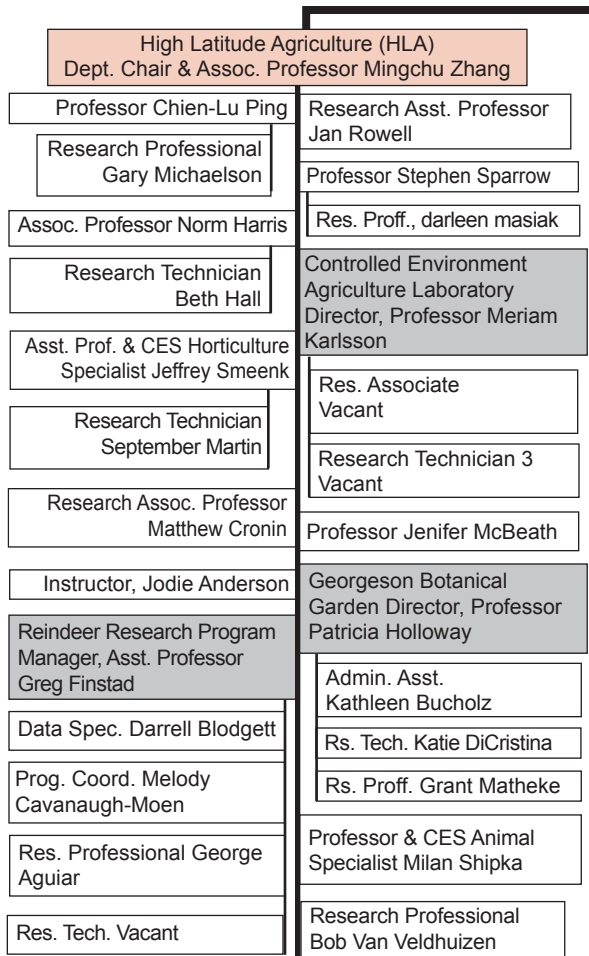 High Latitude Agriculture (HLA)
Dept. Chair & Assoc. Professor Mingchu Zhang
Professor Chien-Lu Ping
Research Professional
Gary Michaelson
Assoc. Professor Norm Harris
Research Technician
Beth Hall
Asst. Prof. & CES Horticulture
Specialist Jeffrey Smeenk
Research Technician
September Martin
Research Assoc. Professor
Matthew Cronin
Instructor, Jodie Anderson
Reindeer Research Program
Manager, Asst. Professor
Greg Finstad
Data Spec. Darrell Blodgett
Prog. Coord. Melody
Cavanaugh-Moen
Res. Professional George
Aguiar
Res. Tech. Vacant
Research Asst. Professor
Jan Rowell
Professor Stephen Sparrow
Res. Proff., darleen masiak
Controlled Environment
Agriculture Laboratory
Director, Professor Meriam
Karlsson
Res. Associate
Vacant
Research Technician 3
Vacant
Professor Jenifer McBeath
Georgeson Botanical
Garden Director, Professor
Patricia Holloway
Admin. Asst.
Kathleen Bucholz
Rs. Tech. Katie DiCristina
Rs. Proff. Grant Matheke
Professor & CES Animal
Specialist Milan Shipka
Research Professional
Bob Van Veldhuizen